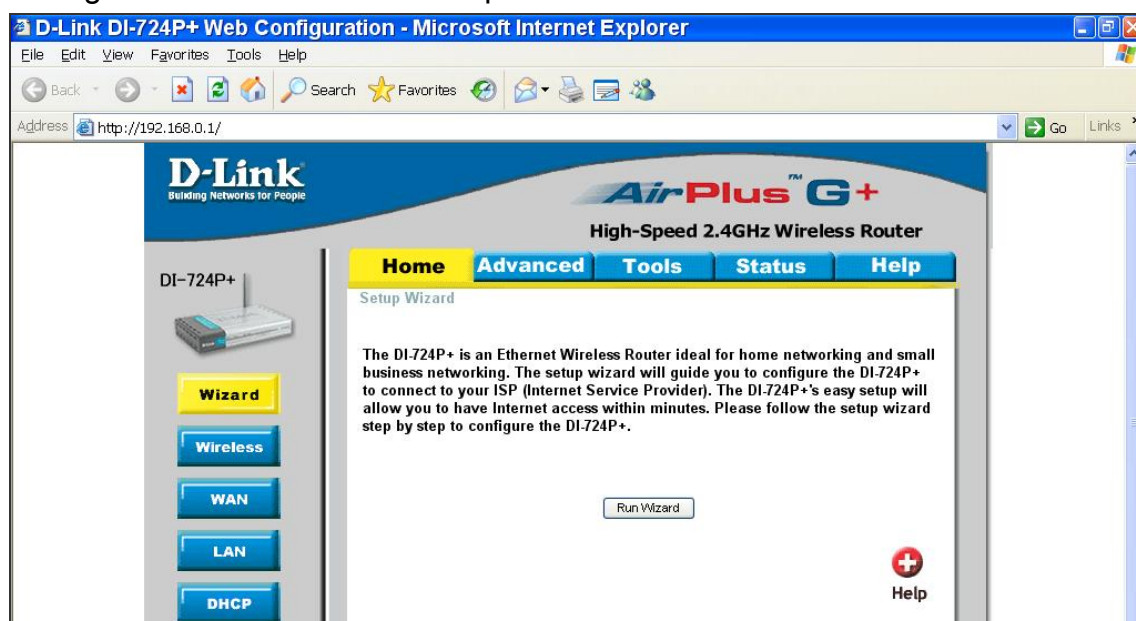 D-Link DI-724P+ Web Configuration - Microsoft Internet Explorer
File Edit View Favorites Tools Help
Back Search Favorites
Address http://192.168.0.1/ Go Links
D-Link
Building Networks for People
AirPlus™ G+
High-Speed 2.4GHz Wireless Router
DI-724P+
Home Advanced Tools Status Help
Setup Wizard
The DI-724P+ is an Ethernet Wireless Router ideal for home networking and small
business networking. The setup wizard will guide you to configure the DI-724P+
to connect to your ISP (Internet Service Provider). The DI-724P+'s easy setup will
allow you to have Internet access within minutes. Please follow the setup wizard
step by step to configure the DI-724P+.
Wizard
Wireless
WAN
LAN
DHCP
Run Wizard
Help